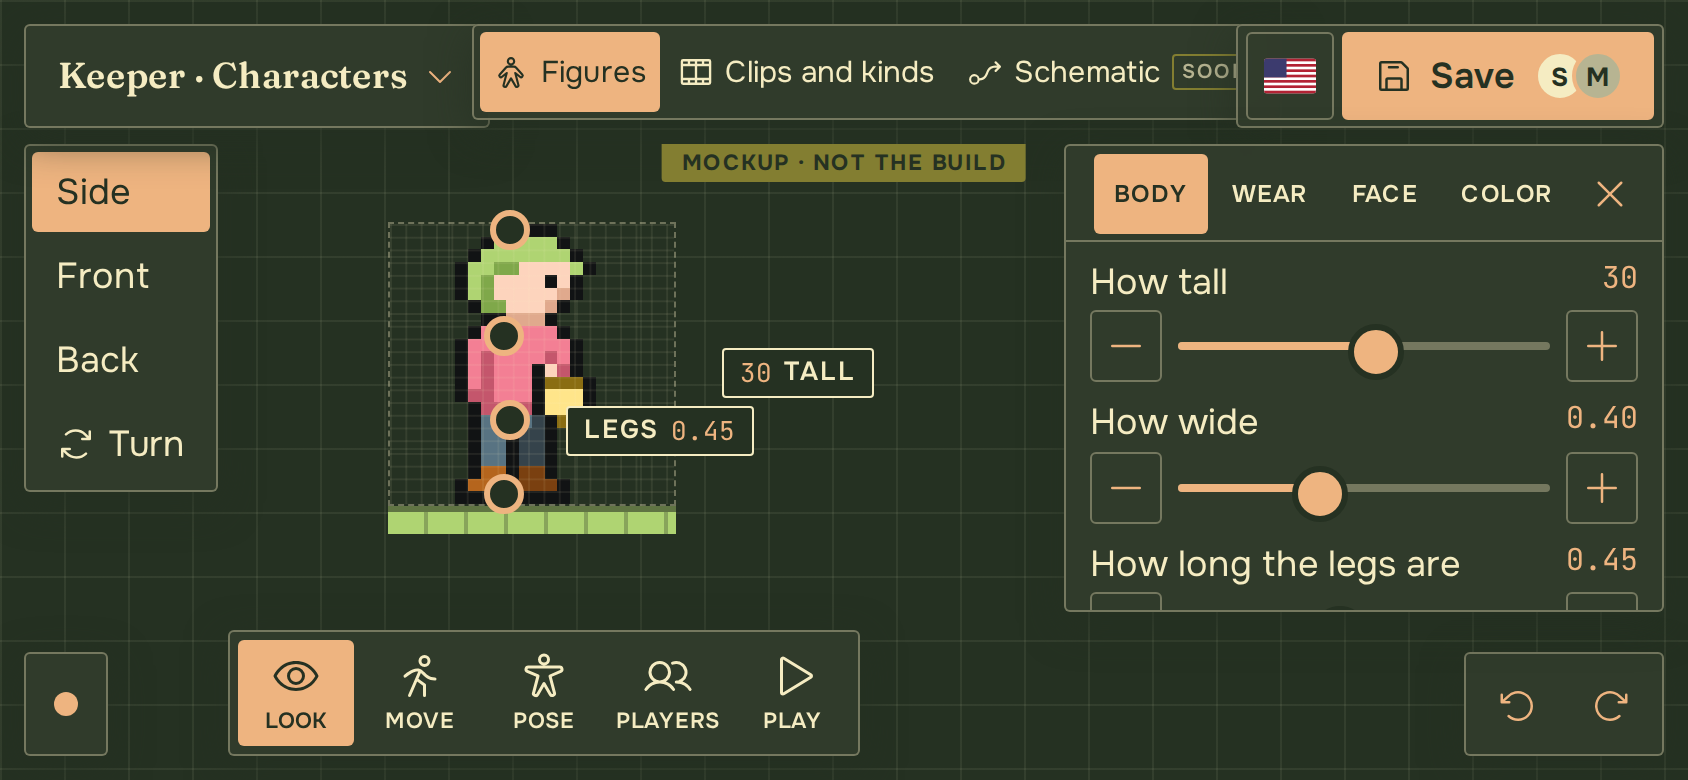 Keeper · Characters
Figures
Clips and kinds
Schematic
Save
S
M
Side
Front
Back
Turn
MOCKUP · NOT THE BUILD
30 TALL
LEGS 0.45
BODY
WEAR
FACE
COLOR
How tall
30
How wide
0.40
How long the legs are
0.45
LOOK
MOVE
POSE
PLAYERS
PLAY